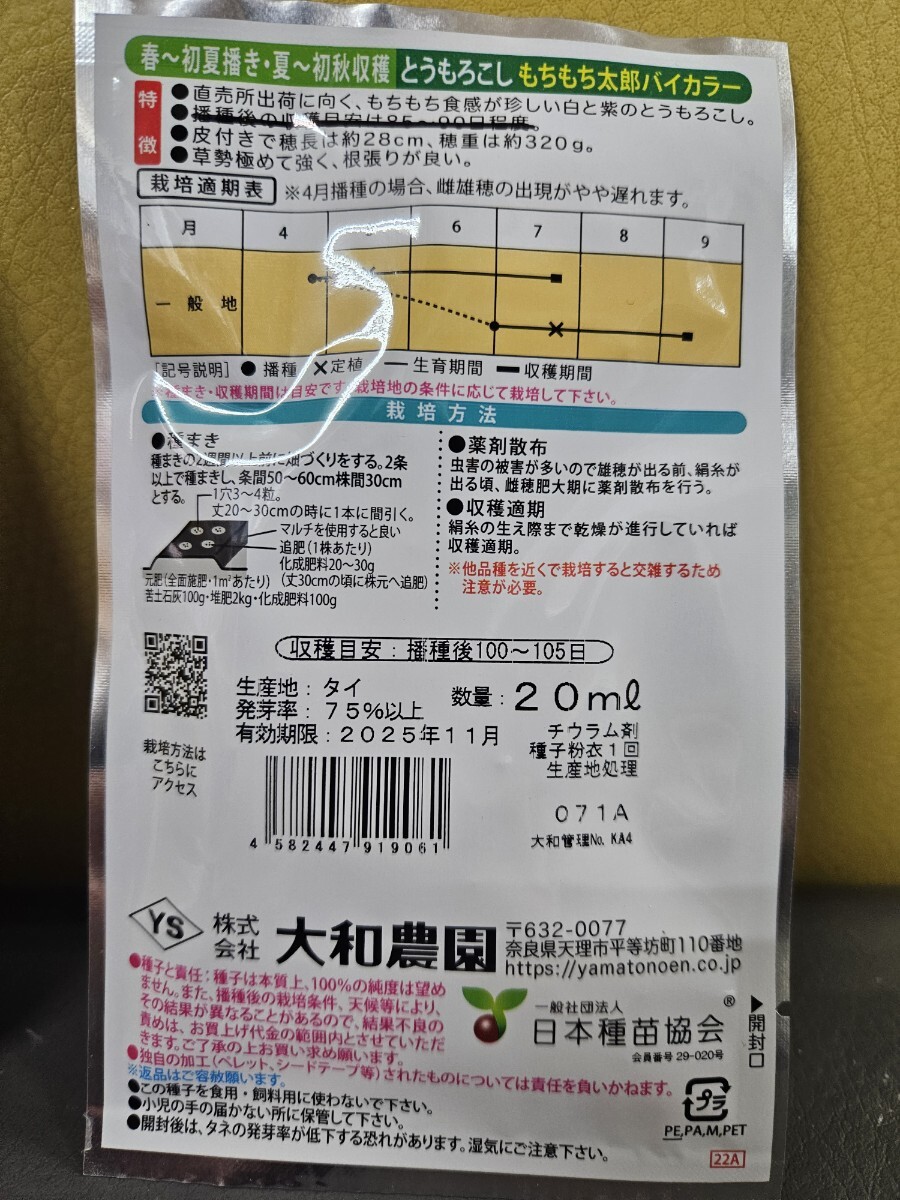 春～初夏播き・夏～初秋収穫 とうもろこし もちもち太郎バイカラー
特徴
●直売所出荷に向く、もちもち食感が珍しい白と紫のとうもろこし。
●播種後の収穫目安は85～90日程度。
●皮付きで穂長は約28cm、穂重は約320g。
●草勢極めて強く、根張りが良い。
栽培適期表 ※4月播種の場合、雌雄穂の出現がやや遅れます。
月 4 6 7 8 9
一般地
[記号説明] ●播種 ×定植 ─生育期間 ━収穫期間
※種まき・収穫期間は目安です。栽培地の条件に応じて栽培して下さい。
栽培方法
●種まき
種まきの2週間以上前に畑づくりをする。2条
以上で種まきし、条間50～60cm株間30cm
とする。
1穴3～4粒。
丈20～30cmの時に1本に間引く。
マルチを使用すると良い
追肥(1株あたり)
化成肥料20～30g
(丈30cmの頃に株元へ追肥)
元肥(全面施肥・1㎡あたり)
苦土石灰100g・堆肥2kg・化成肥料100g
●薬剤散布
虫害の被害が多いので雄穂が出る前、絹糸が
出る頃、雌穂肥大期に薬剤散布を行う。
●収穫適期
絹糸の生え際まで乾燥が進行していれば
収穫適期。
※他品種を近くで栽培すると交雑するため
注意が必要。
収穫目安：播種後100～105日
生産地：タイ
数量：20ml
発芽率：75%以上
有効期限：2025年11月
チウラム剤
種子粉衣1回
生産地処理
栽培方法は
こちらに
アクセス
4 582447 919061
071A
大和管理No. KA4
YS
株式会社 大和農園
〒632-0077
奈良県天理市平等坊町110番地
https://yamatonoen.co.jp
●種子と責任；種子は本質上、100%の純度は望め
ません。また、播種後の栽培条件、天候等により、
その結果が異なることがあるので、結果不良の
責めは、お買上げ代金の範囲内とさせていただ
きます。ご了承の上お買い求め願います。
●独自の加工(ペレット、シードテープ等)されたものについては責任を負いかねます。
※返品はご容赦願います。
●この種子を食用・飼料用に使わないで下さい。
●小児の手の届かない所に保管して下さい。
●開封後は、タネの発芽率が低下する恐れがあります。湿気にご注意下さい。
一般社団法人
日本種苗協会®
会員番号 29-020号
▶開封口
プラ
PE,PA,M,PET
22A